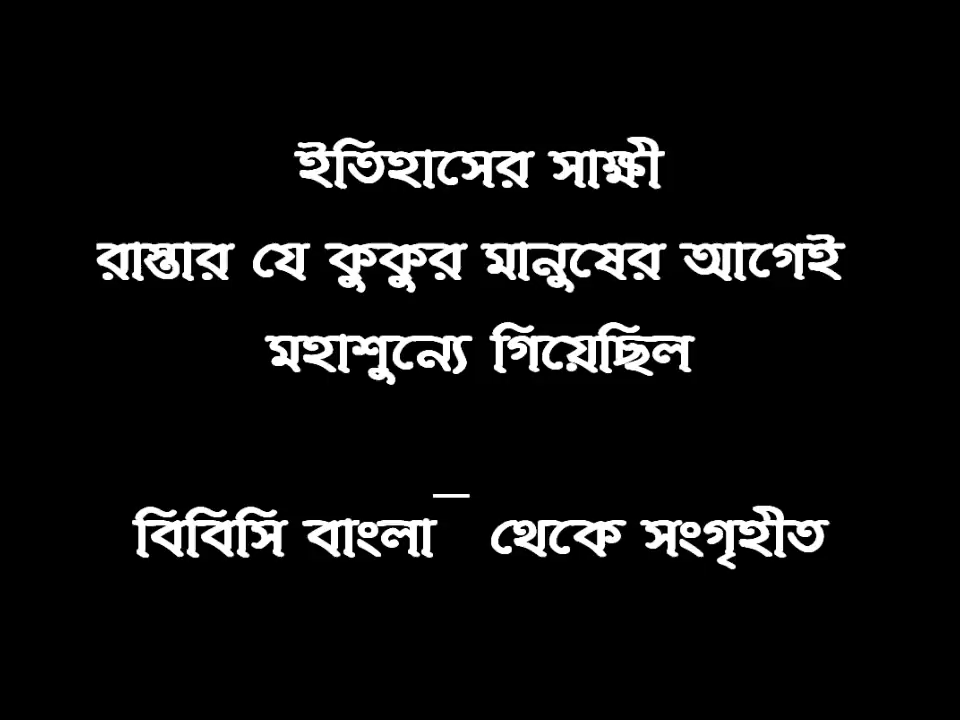 ইতিহাসের সাক্ষী
রাস্তার যে কুকুর মানুষের আগেই
মহাশুন্যে গিয়েছিল
বিবিসি বাংলা¯ থেকে সংগৃহীত